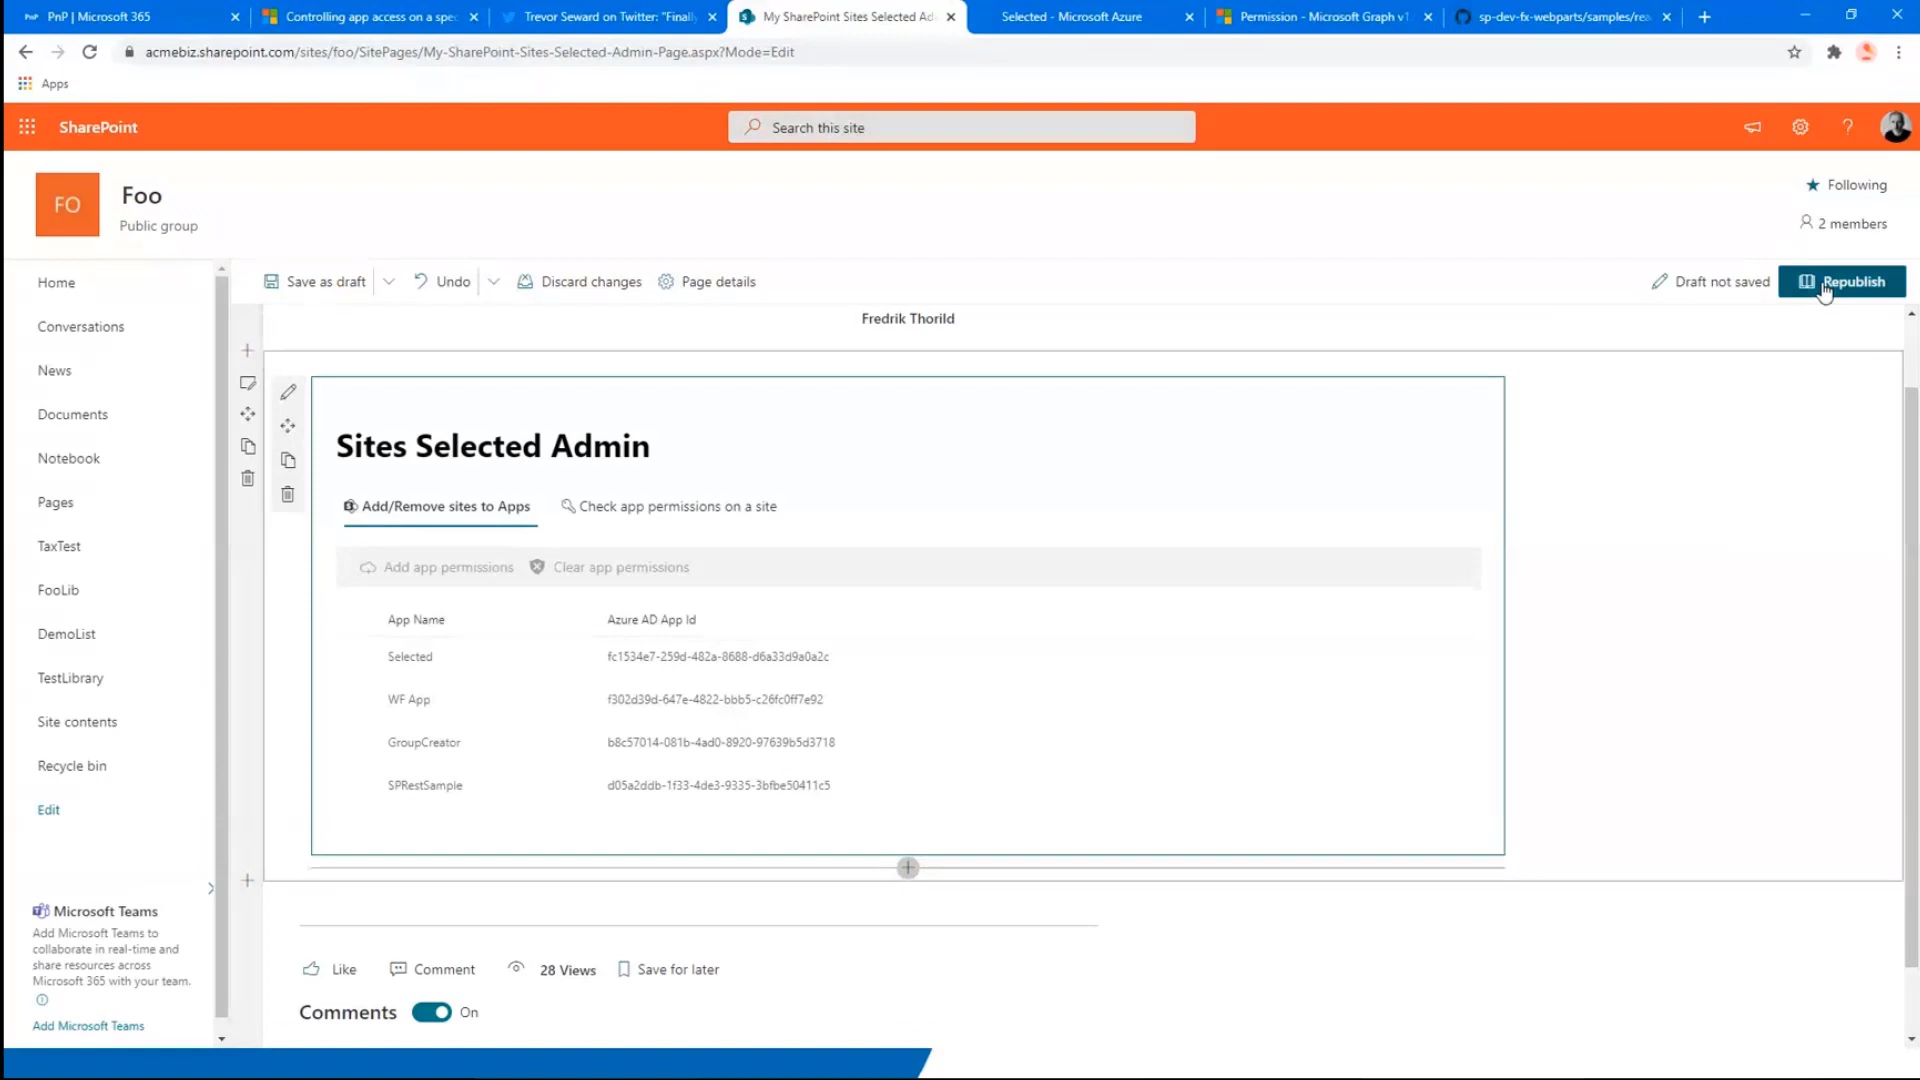 PnP PnP | Microsoft 365
Controlling app access on a spec
Trevor Seward on Twitter: "Finall
My SharePoint Sites Selected Ad
Selected - Microsoft Azure
Permission - Microsoft Graph v1
sp-dev-fx-webparts/samples/rea
acmebiz.sharepoint.com/sites/foo/SitePages/My-SharePoint-Sites-Selected-Admin-Page.aspx?Mode=Edit
Apps
SharePoint
Search this site
FO
Foo
Public group
Following
2 members
Home
Conversations
News
Documents
Notebook
Pages
TaxTest
FooLib
DemoList
TestLibrary
Site contents
Recycle bin
Edit
Microsoft Teams
Add Microsoft Teams to
collaborate in real-time and
share resources across
Microsoft 365 with your team.
Add Microsoft Teams
Save as draft
Undo
Discard changes
Page details
Draft not saved
Republish
Fredrik Thorild
Sites Selected Admin
Add/Remove sites to Apps
Check app permissions on a site
Add app permissions
Clear app permissions
App Name Azure AD App Id
Selected fc1534e7-259d-482a-8688-d6a33d9a0a2c
WF App f302d39d-647e-4822-bbb5-c26fc0ff7e92
GroupCreator b8c57014-081b-4ad0-8920-97639b5d3718
SPRestSample d05a2ddb-1f33-4de3-9335-3bfbe50411c5
Like
Comment
28 Views
Save for later
Comments
On